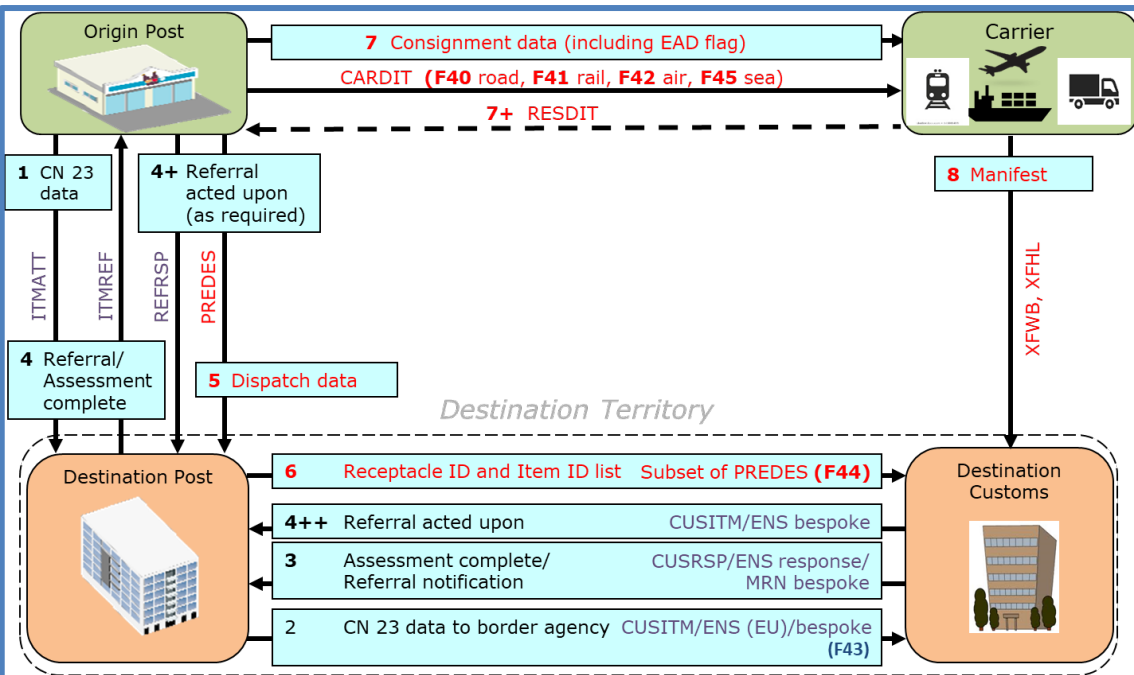 Origin Post
7 Consignment data (including EAD flag)
CARDIT (F40 road, F41 rail, F42 air, F45 sea)
7+ RESDIT
Carrier
1 CN 23
data
4+ Referral
acted upon
(as required)
8 Manifest
ITMATT
ITMREF
REFRSP
PREDES
XFWB, XFHL
4 Referral/
Assessment
complete
5 Dispatch data
Destination Territory
Destination Post
6 Receptacle ID and Item ID list Subset of PREDES (F44)
Destination
Customs
4++ Referral acted upon CUSITM/ENS bespoke
3 Assessment complete/ CUSRSP/ENS response/
Referral notification MRN bespoke
2 CN 23 data to border agency CUSITM/ENS (EU)/bespoke
(F43)